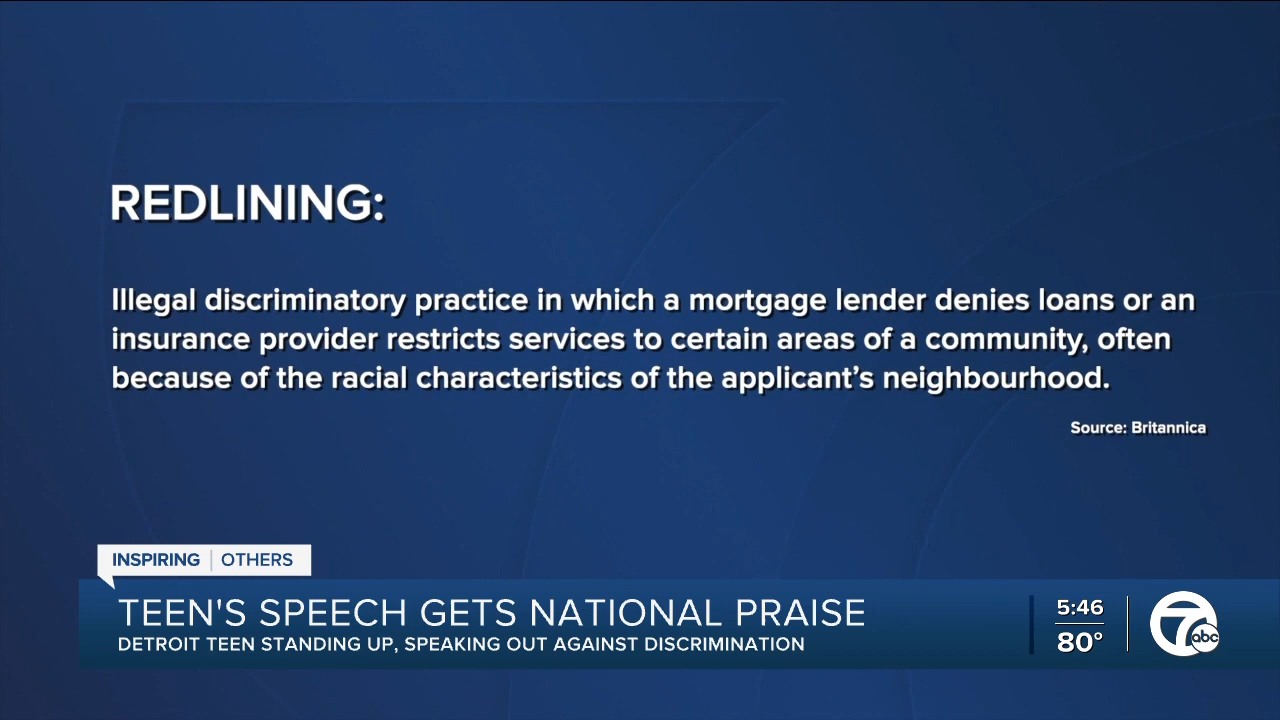 REDLINING:
Illegal discriminatory practice in which a mortgage lender denies loans or an
insurance provider restricts services to certain areas of a community, often
because of the racial characteristics of the applicant's neighbourhood.
Source: Britannica
INSPIRING | OTHERS
TEEN'S SPEECH GETS NATIONAL PRAISE
DETROIT TEEN STANDING UP, SPEAKING OUT AGAINST DISCRIMINATION
5:46
80°
7 abc